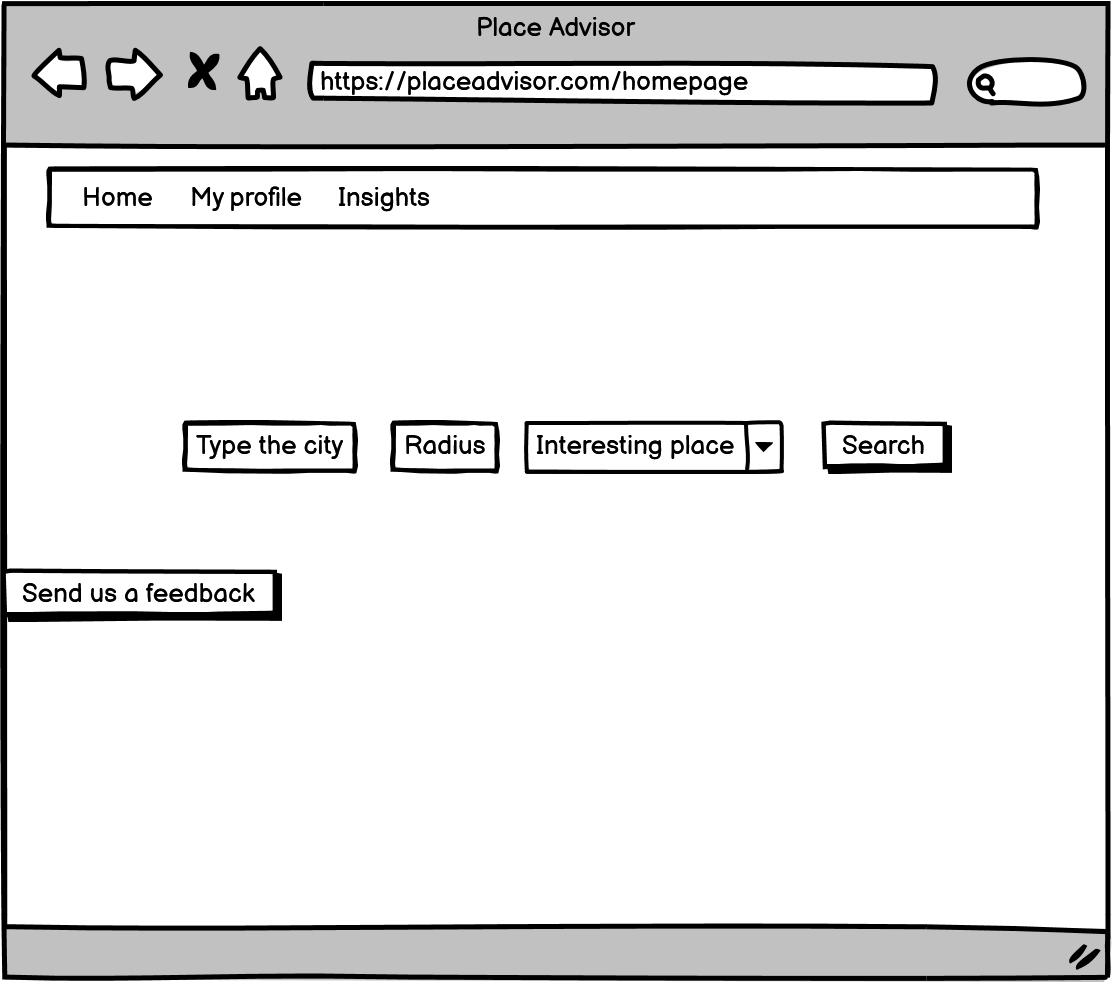 Place Advisor
https://placeadvisor.com/homepage
Home My profile Insights
Type the city Radius Interesting place Search
Send us a feedback